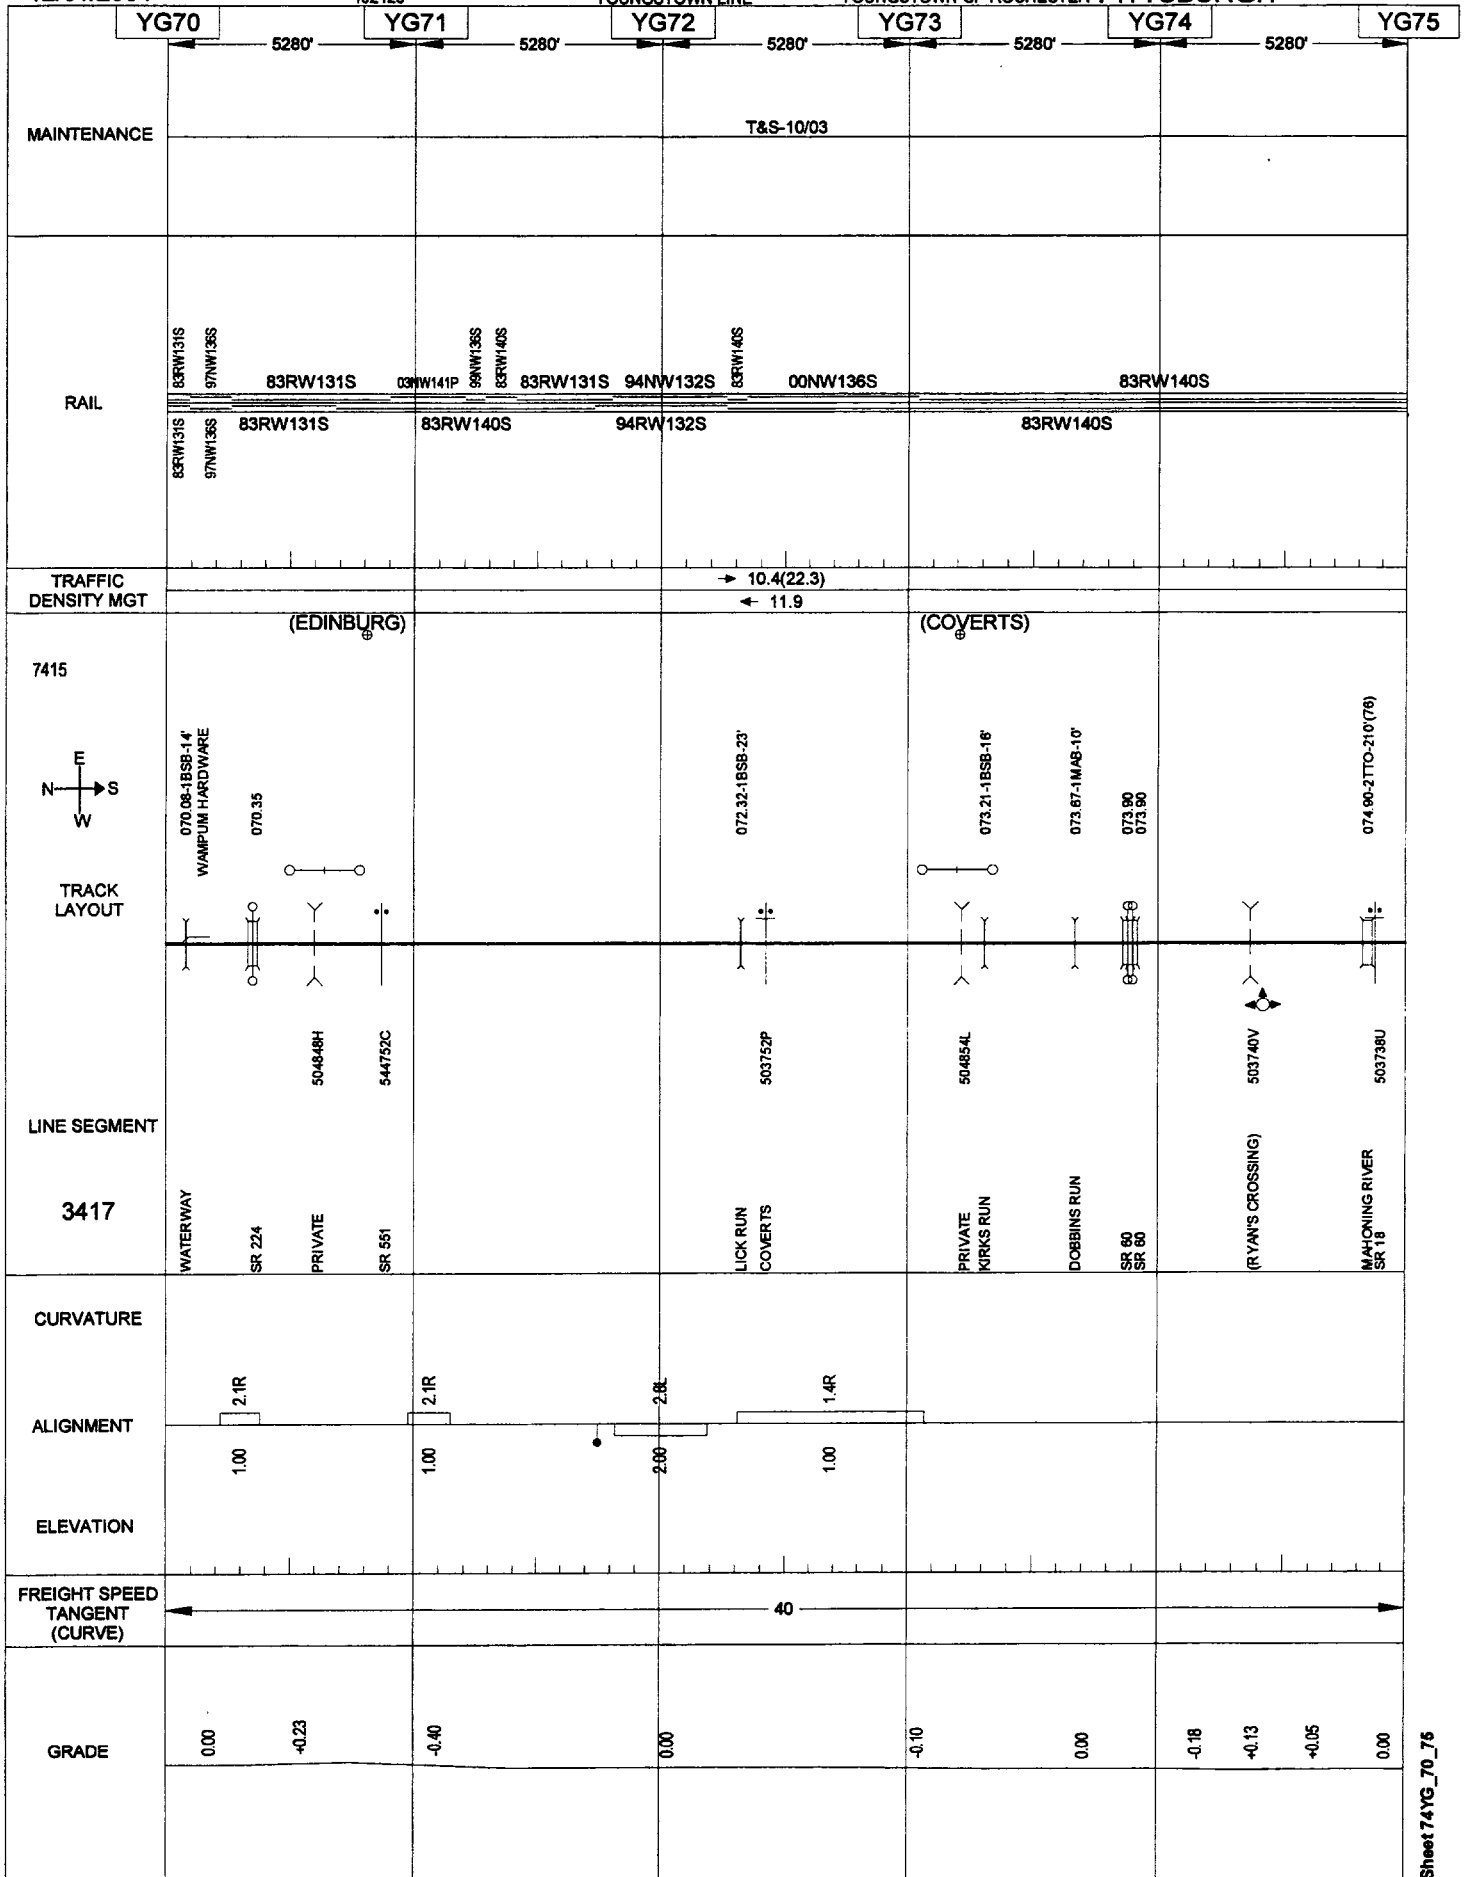 YOUNGSTOWN LINE
YG70 YG71 YG72 YG73 YG74 YG75
5280' 5280' 5280' 5280' 5280'
MAINTENANCE
T&S-10/03
83RW131S
97NW136S
99NW136S
83RW140S
83RW140S
83RW131S 03NW141P 83RW131S 94NW132S 00NW136S 83RW140S
RAIL
83RW131S 83RW140S 94RW132S 83RW140S
83RW131S
97NW136S
TRAFFIC
DENSITY MGT
→ 10.4(22.3)
← 11.9
(EDINBURG) (COVERTS)
7415
E
N S
W
070.08-1BSB-14'
WAMPUM HARDWARE
070.35
072.32-1BSB-23'
073.21-1BSB-16'
073.67-1MAB-10'
073.90
073.90
074.90-2TTO-210'(76)
TRACK
LAYOUT
504848H
544752C
503752P
504854L
503740V
503738U
LINE SEGMENT
3417
WATERWAY
SR 224
PRIVATE
SR 551
LICK RUN
COVERTS
PRIVATE
KIRKS RUN
DOBBINS RUN
SR 60
SR 60
(RYAN'S CROSSING)
MAHONING RIVER
SR 18
CURVATURE
2.1R 2.1R 2.6L 1.4R
ALIGNMENT
1.00 1.00 2.00 1.00
ELEVATION
FREIGHT SPEED
TANGENT
(CURVE)
40
GRADE
0.00 +0.23 -0.40 0.00 -0.10 0.00 -0.18 +0.13 +0.05 0.00
Sheet 74YG_70_75